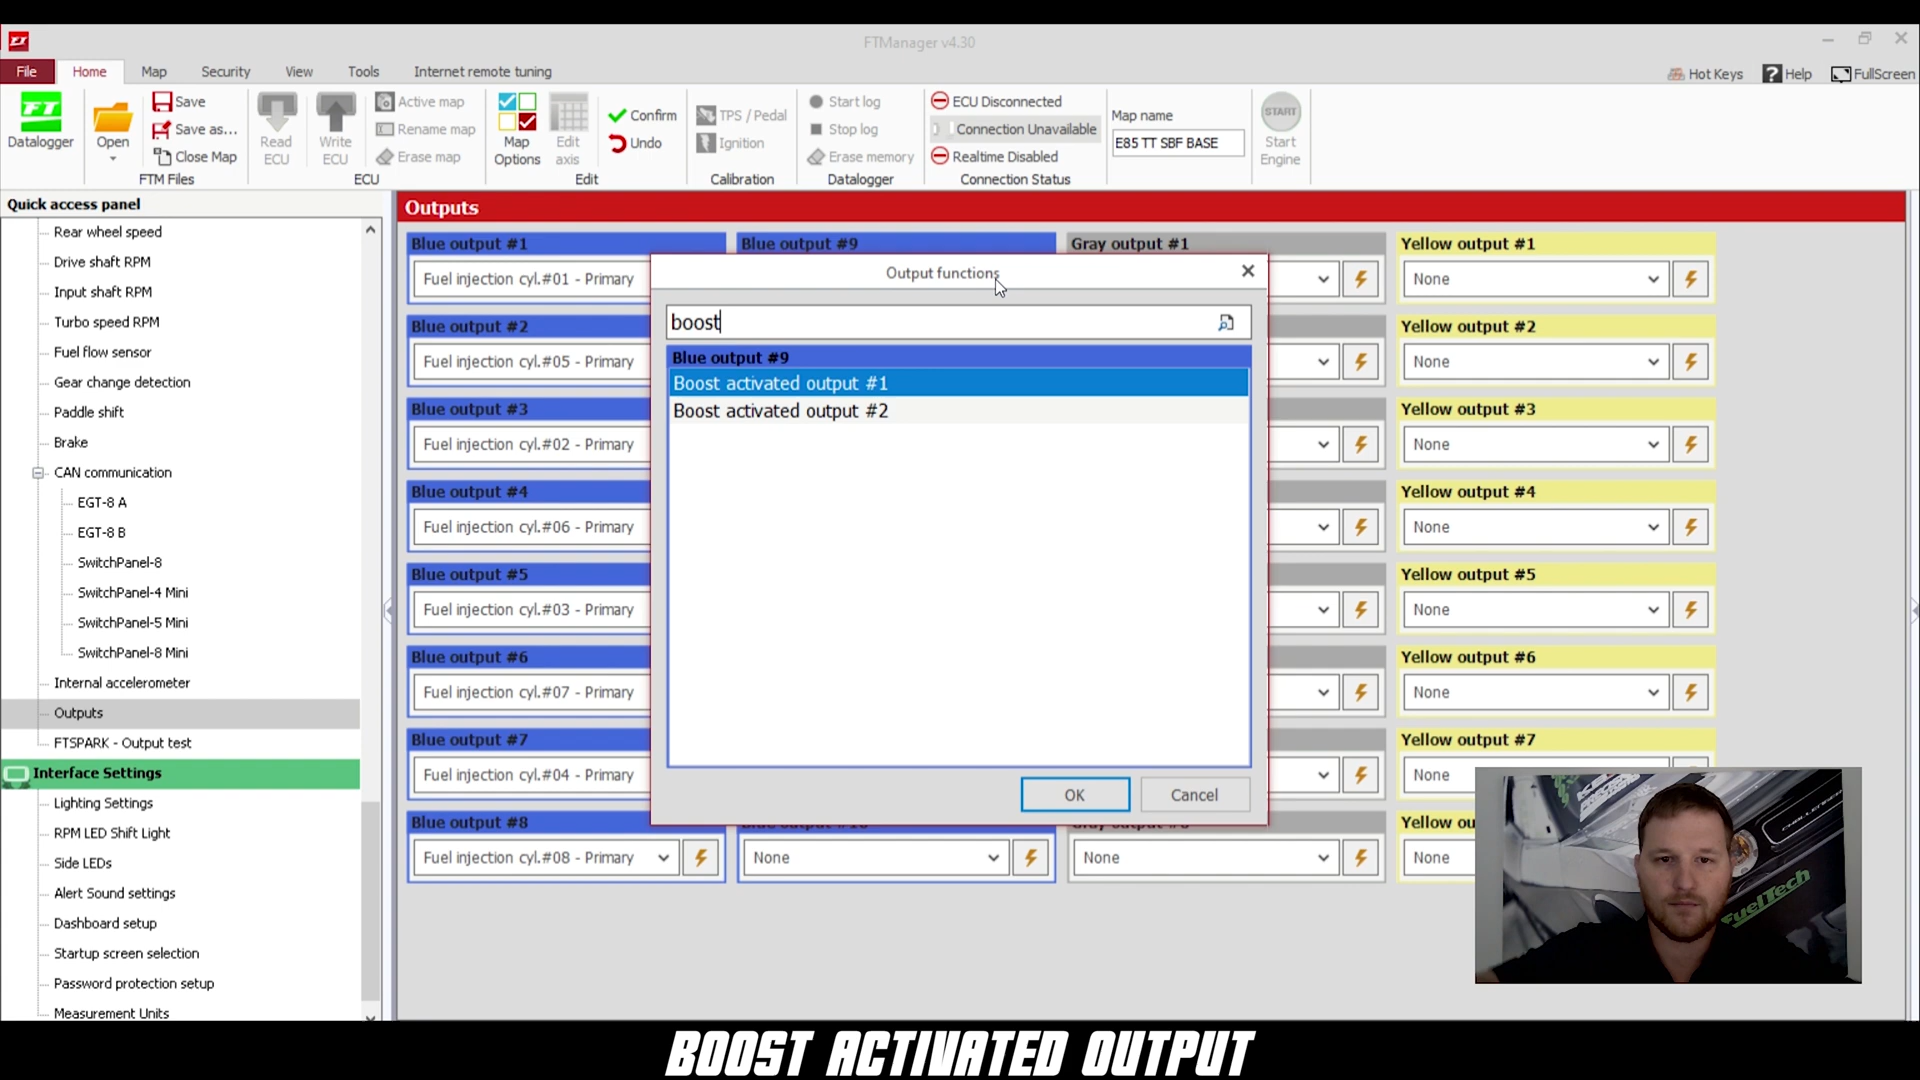 FTManager v4.30
File
Home
Map
Security
View
Tools
Internet remote tuning
Hot Keys
Help
FullScreen
Datalogger
Open
Save
Save as...
Close Map
FTM Files
Read
ECU
Write
ECU
Active map
Rename map
Erase map
ECU
Map
Options
Edit
axis
Confirm
Undo
Edit
TPS / Pedal
Ignition
Calibration
Start log
Stop log
Erase memory
Datalogger
ECU Disconnected
Connection Unavailable
Realtime Disabled
Connection Status
Map name
E85 TT SBF BASE
START
Start
Engine
Quick access panel
Rear wheel speed
Drive shaft RPM
Input shaft RPM
Turbo speed RPM
Fuel flow sensor
Gear change detection
Paddle shift
Brake
CAN communication
EGT-8 A
EGT-8 B
SwitchPanel-8
SwitchPanel-4 Mini
SwitchPanel-5 Mini
SwitchPanel-8 Mini
Internal accelerometer
Outputs
FTSPARK - Output test
Interface Settings
Lighting Settings
RPM LED Shift Light
Side LEDs
Alert Sound settings
Dashboard setup
Startup screen selection
Password protection setup
Measurement Units
Outputs
Blue output #1
Fuel injection cyl.#01 - Primary
Blue output #2
Fuel injection cyl.#05 - Primary
Blue output #3
Fuel injection cyl.#02 - Primary
Blue output #4
Fuel injection cyl.#06 - Primary
Blue output #5
Fuel injection cyl.#03 - Primary
Blue output #6
Fuel injection cyl.#07 - Primary
Blue output #7
Fuel injection cyl.#04 - Primary
Blue output #8
Fuel injection cyl.#08 - Primary
Blue output #9
None
Gray output #1
None
Output functions
boost
Blue output #9
Boost activated output #1
Boost activated output #2
OK
Cancel
Yellow output #1
None
Yellow output #2
None
Yellow output #3
None
Yellow output #4
None
Yellow output #5
None
Yellow output #6
None
Yellow output #7
None
Yellow ou
None
FuelTech
BOOST ACTIVATED OUTPUT